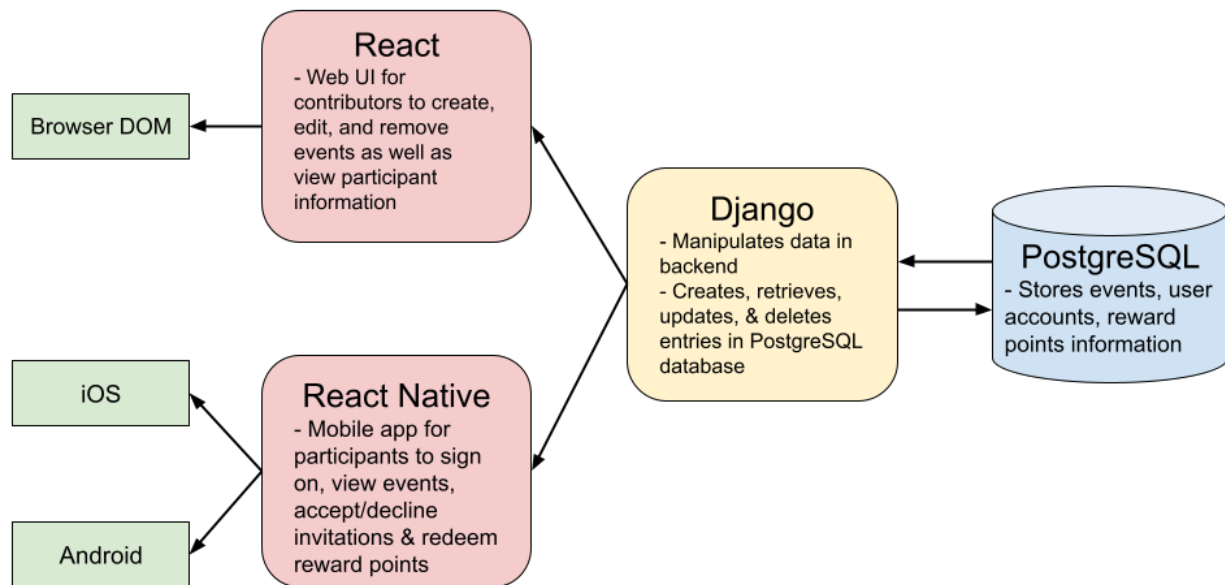 React
- Web UI for
contributors to create,
edit, and remove
events as well as
view participant
information
Browser DOM
Django
- Manipulates data in
backend
- Creates, retrieves,
updates, & deletes
entries in PostgreSQL
database
PostgreSQL
- Stores events, user
accounts, reward
points information
iOS
Android
React Native
- Mobile app for
participants to sign
on, view events,
accept/decline
invitations & redeem
reward points